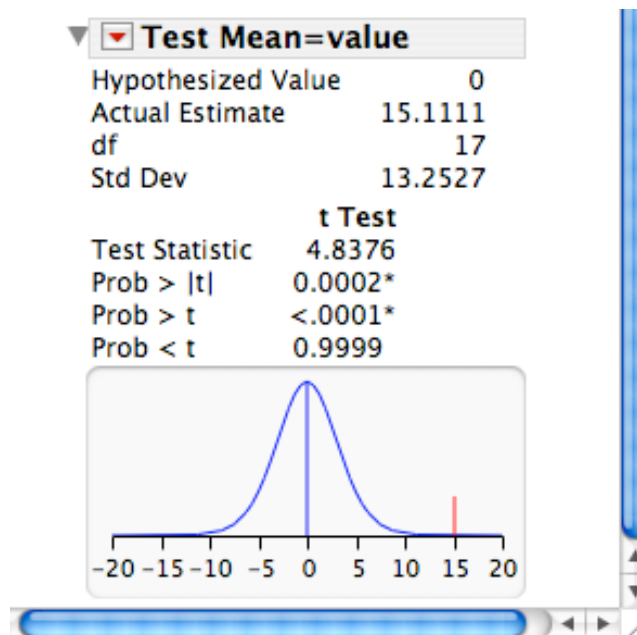 Test Mean=value
Hypothesized Value 0
Actual Estimate 15.1111
df 17
Std Dev 13.2527
t Test
Test Statistic 4.8376
Prob > |t| 0.0002*
Prob > t <.0001*
Prob < t 0.9999
-20 -15 -10 -5 0 5 10 15 20